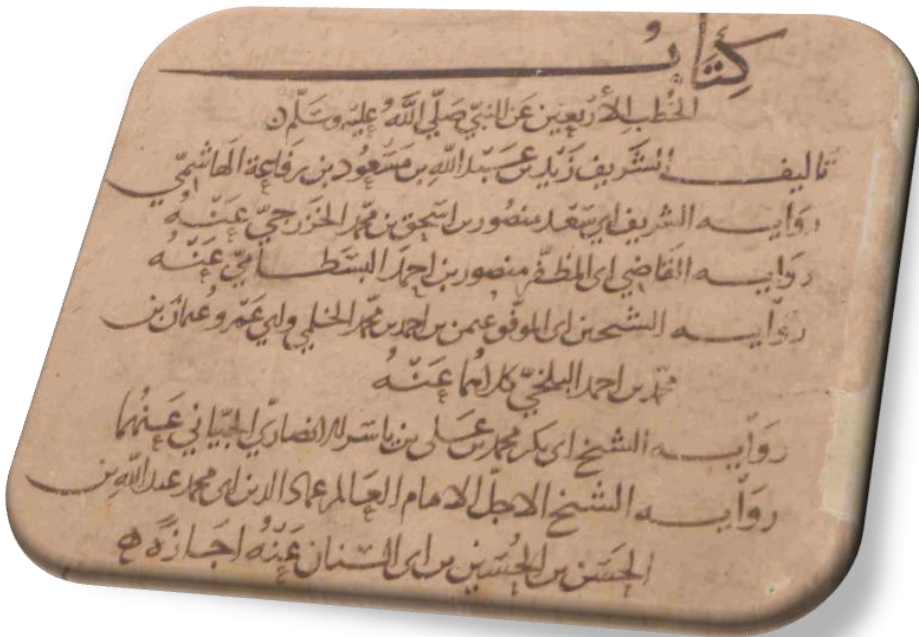 كتاب
الخطب الأربعين عن النبي صلي الله عليه وسلم
تاليف الشريف زيد بن عبد الله بن مسعود بن رفاعة الهاشمي
رواية الشريف ابي سعد منصور بن اسحق بن محمد الخزرجي عنه
رواية القاضي ابي المظفر منصور بن احمد البسطامي عنه
رواية الشيخين ابي الموفق عمر بن احمد بن محمد الخلمي وابي عمرو عثمان بن
محمد بن احمد البلخي كلاهما عنه
رواية الشيخ ابي بكر محمد بن علي بن ياسر الانصاري الجياني عنهما
رواية الشيخ الاجل الامام العالم عماد الدين ابي محمد عبد الله بن
الحسن بن الحسين بن ابي السنان عنه اجازة